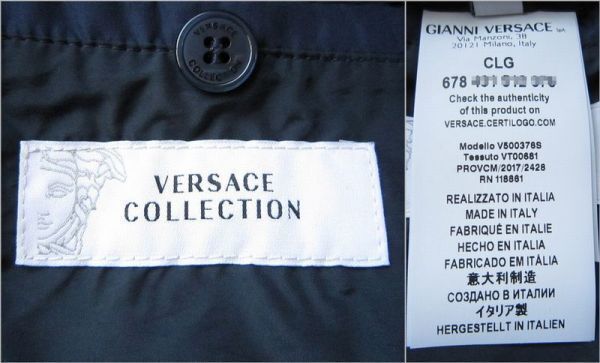 VERSACE
COLLECTION
VERSACE
COLLECTION
GIANNI VERSACE SpA
Via Manzoni, 38
20121 Milano, Italy
CLG
678
Check the authenticity
of this product on
VERSACE.CERTILOGO.COM
Modello V500376S
Tessuto VT00681
PROVCM/2017/2428
RN 118861
REALIZZATO IN ITALIA
MADE IN ITALY
FABRIQUÉ EN ITALIE
HECHO EN ITALIA
FABRICADO EM ITÁLIA
意大利制造
СОЗДАНО В ИТАЛИИ
イタリア製
HERGESTELLT IN ITALIEN